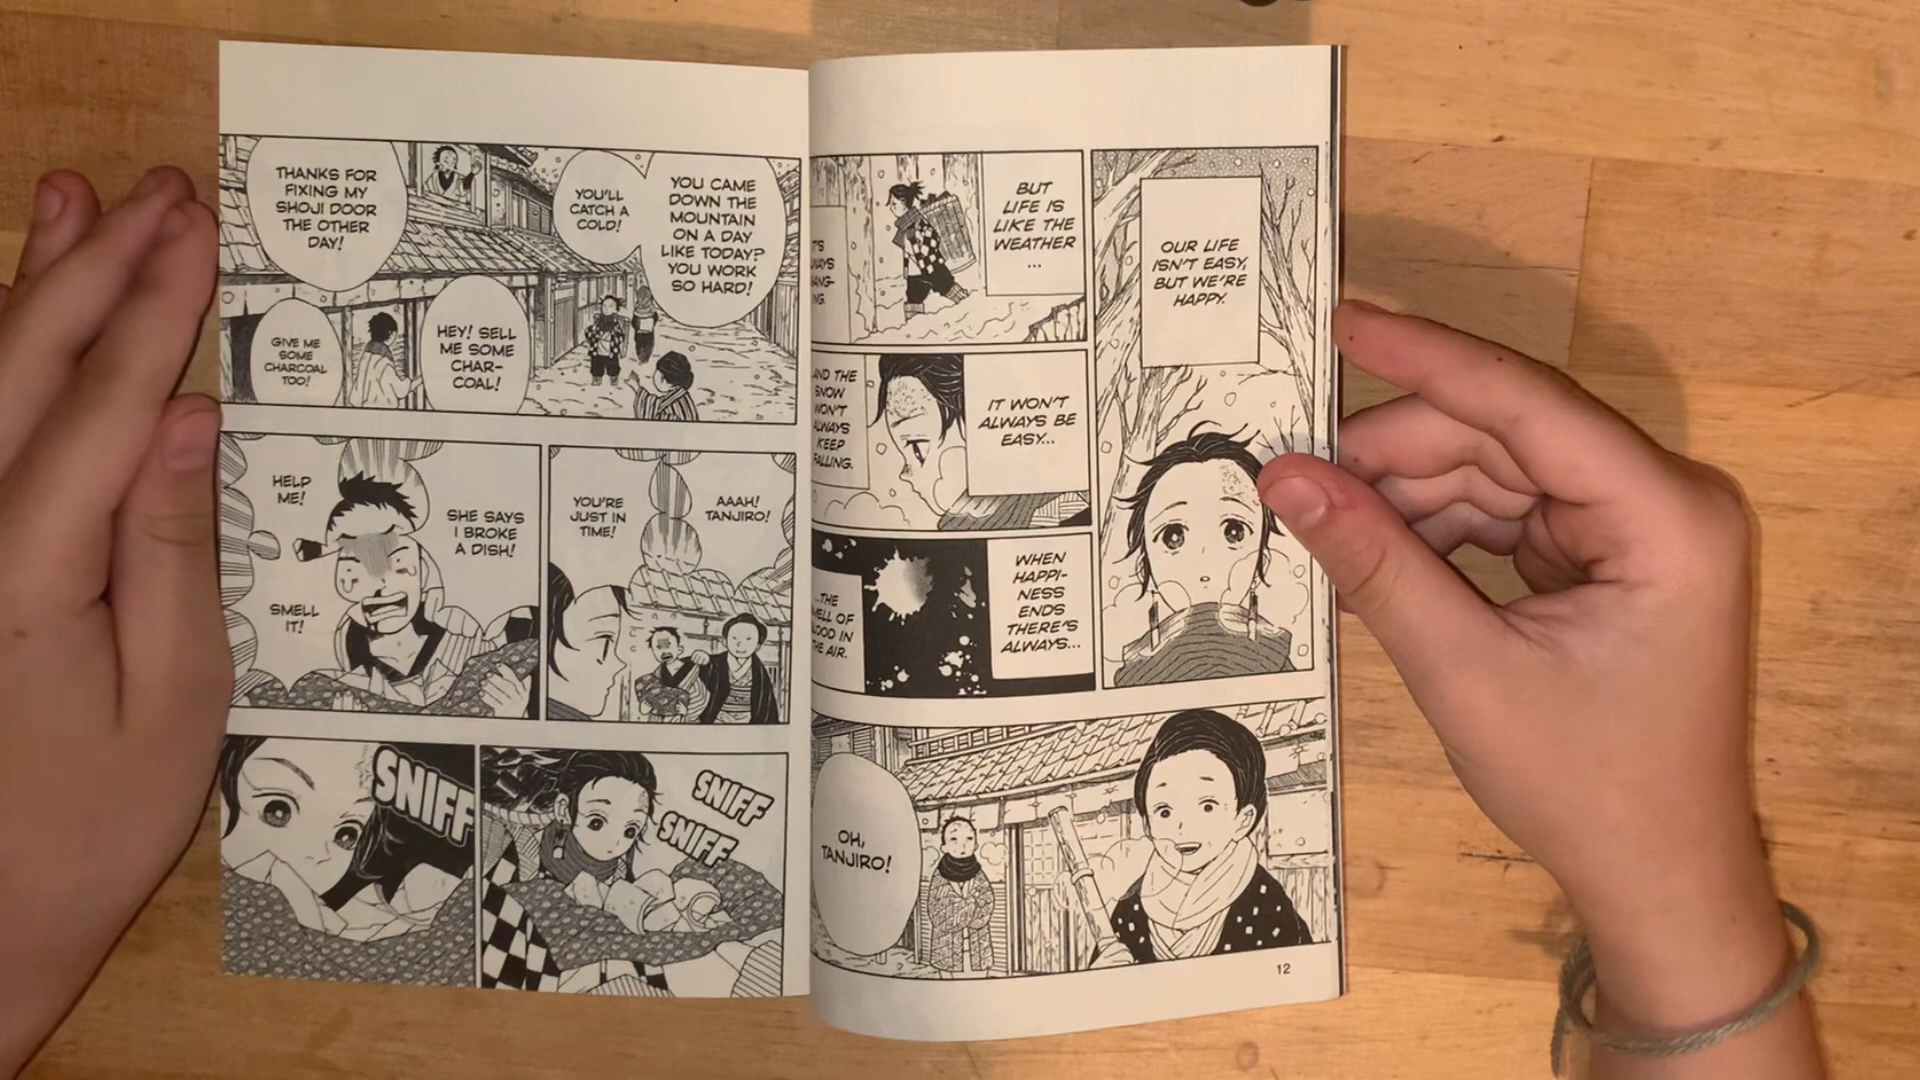 OUR LIFE
ISN'T EASY,
BUT WE'RE
HAPPY.
BUT
LIFE IS
LIKE THE
WEATHER
...
IT WON'T
ALWAYS BE
EASY...
AND THE
SNOW
WON'T
ALWAYS
KEEP
FALLING.
WHEN
HAPPI-
NESS
ENDS
THERE'S
ALWAYS...
...THE
SMELL OF
BLOOD IN
THE AIR.
OH,
TANJIRO!
12
YOU CAME
DOWN THE
MOUNTAIN
ON A DAY
LIKE TODAY?
YOU WORK
SO HARD!
YOU'LL
CATCH A
COLD!
THANKS FOR
FIXING MY
SHOJI DOOR
THE OTHER
DAY!
HEY! SELL
ME SOME
CHAR-
COAL!
GIVE ME
SOME
CHARCOAL
TOO!
AAAH!
TANJIRO!
YOU'RE
JUST IN
TIME!
SHE SAYS
I BROKE
A DISH!
HELP
ME!
SMELL
IT!
SNIFF
SNIFF
SNIFF